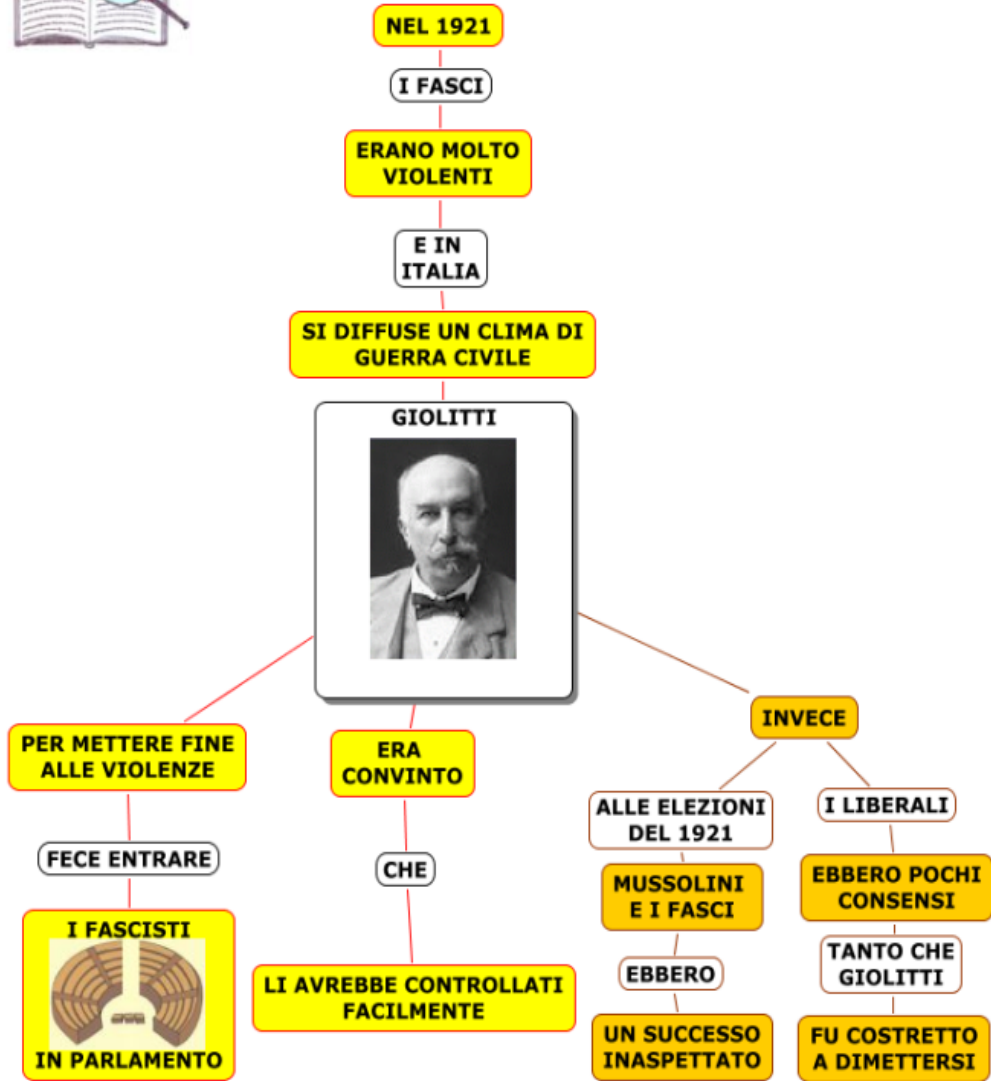 NEL 1921
I FASCI
ERANO MOLTO
VIOLENTI
E IN
ITALIA
SI DIFFUSE UN CLIMA DI
GUERRA CIVILE
GIOLITTI
PER METTERE FINE
ALLE VIOLENZE
FECE ENTRARE
I FASCISTI
IN PARLAMENTO
ERA
CONVINTO
CHE
LI AVREBBE CONTROLLATI
FACILMENTE
INVECE
ALLE ELEZIONI
DEL 1921
MUSSOLINI
E I FASCI
EBBERO
UN SUCCESSO
INASPETTATO
I LIBERALI
EBBERO POCHI
CONSENSI
TANTO CHE
GIOLITTI
FU COSTRETTO
A DIMETTERSI